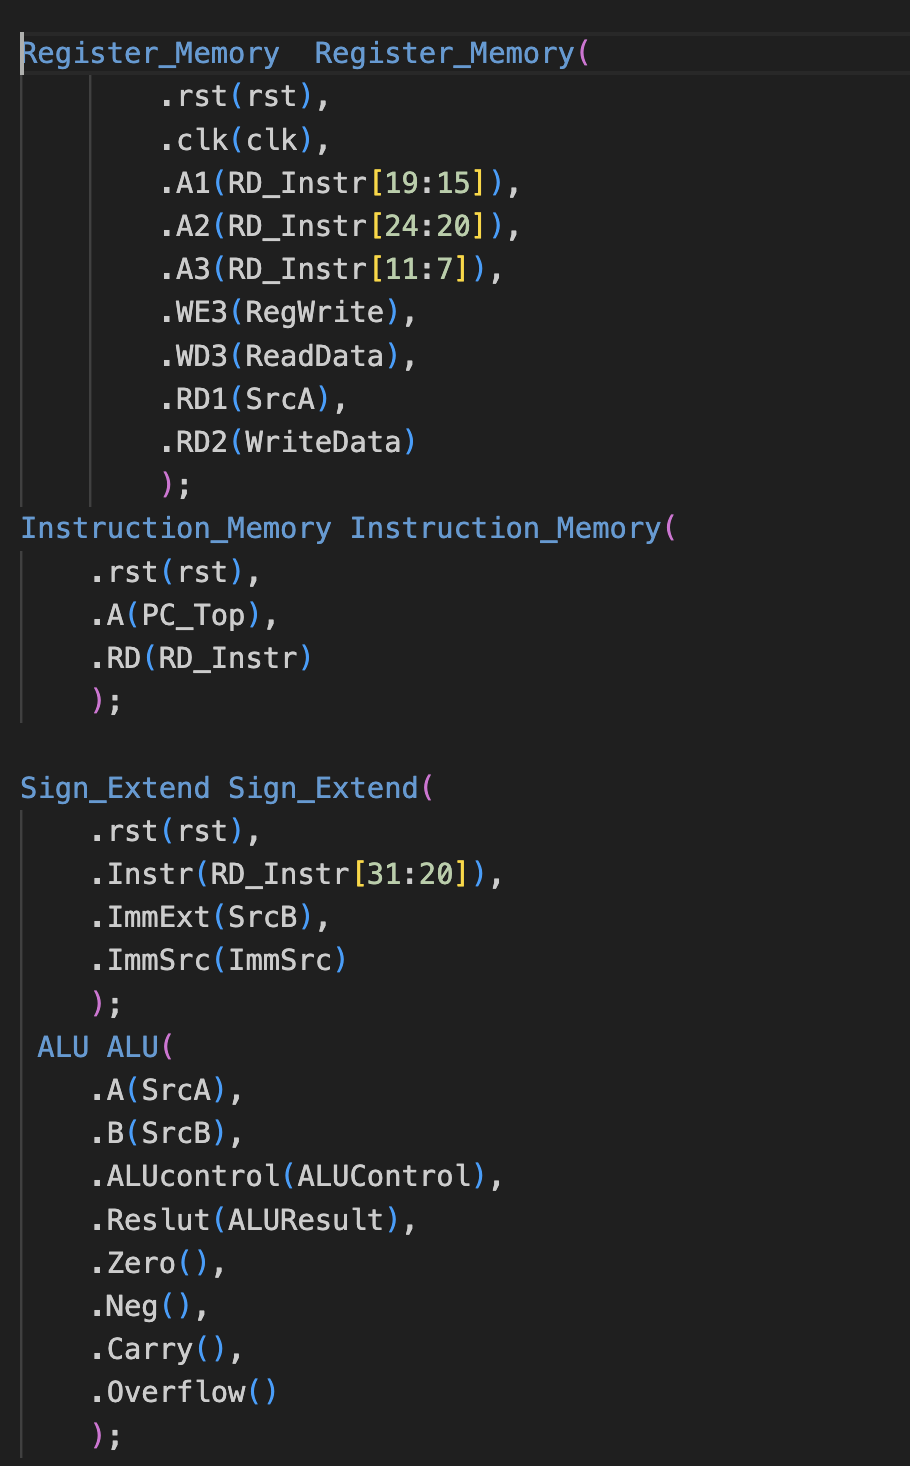 Register_Memory  Register_Memory(
        .rst(rst),
        .clk(clk),
        .A1(RD_Instr[19:15]),
        .A2(RD_Instr[24:20]),
        .A3(RD_Instr[11:7]),
        .WE3(RegWrite),
        .WD3(ReadData),
        .RD1(SrcA),
        .RD2(WriteData)
        );
Instruction_Memory Instruction_Memory(
    .rst(rst),
    .A(PC_Top),
    .RD(RD_Instr)
    );

Sign_Extend Sign_Extend(
    .rst(rst),
    .Instr(RD_Instr[31:20]),
    .ImmExt(SrcB),
    .ImmSrc(ImmSrc)
    );
 ALU ALU(
    .A(SrcA),
    .B(SrcB),
    .ALUcontrol(ALUControl),
    .Reslut(ALUResult),
    .Zero(),
    .Neg(),
    .Carry(),
    .Overflow()
    );